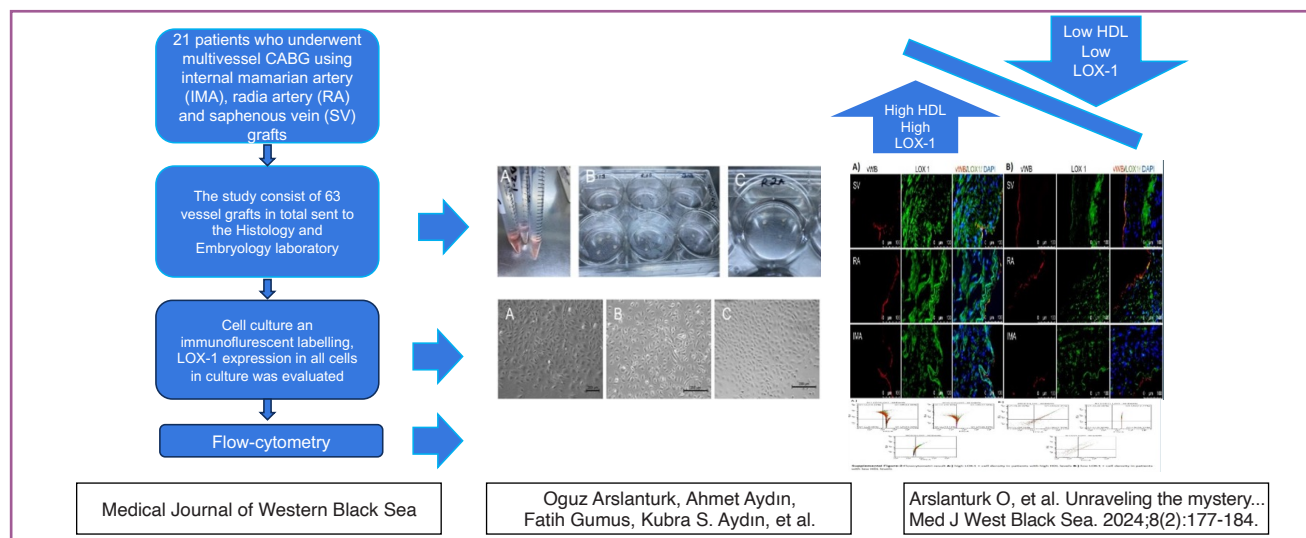 21 patients who underwent
multivessel CABG using
internal mamarian artery
(IMA), radia artery (RA)
and saphenous vein (SV)
grafts
The study consist of 63
vessel grafts in total sent to
the Histology and
Embryology laboratory
Cell culture an
immunoflurescent labelling,
LOX-1 expression in all cells
in culture was evaluated
Flow-cytometry
A
B
C
A
B
C
High HDL
High
LOX-1
Low HDL
Low
LOX-1
A) vWB LOX 1 vWB/LOX1/ DAPI B) vWB LOX 1 vWB/LOX1/ DAPI
SV SV
RA RA
IMA IMA
Medical Journal of Western Black Sea
Oguz Arslanturk, Ahmet Aydın,
Fatih Gumus, Kubra S. Aydın, et al.
Arslanturk O, et al. Unraveling the mystery...
Med J West Black Sea. 2024;8(2):177-184.